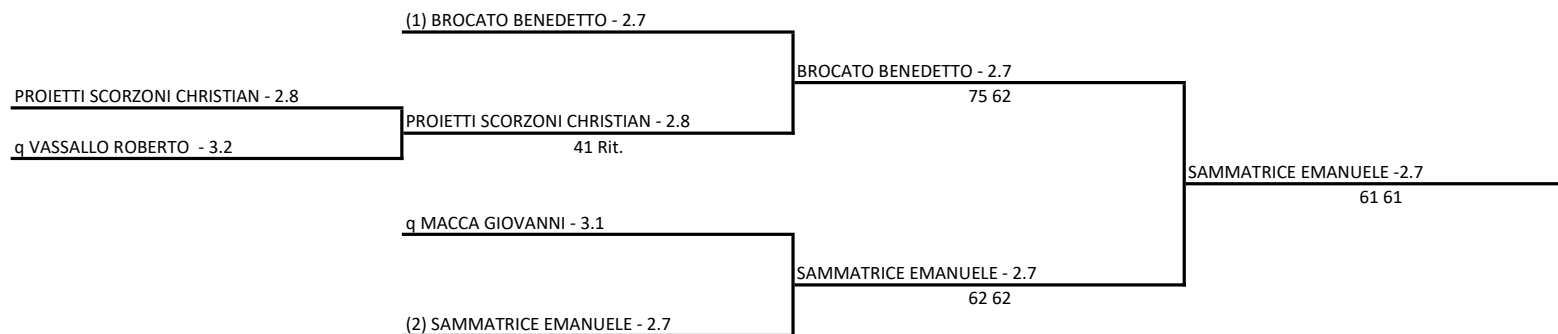 (1) BROCATO BENEDETTO - 2.7
BROCATO BENEDETTO - 2.7
PROIETTI SCORZONI CHRISTIAN - 2.8
75 62
PROIETTI SCORZONI CHRISTIAN - 2.8
q VASSALLO ROBERTO - 3.2
41 Rit.
SAMMATRICE EMANUELE -2.7
61 61
q MACCA GIOVANNI - 3.1
SAMMATRICE EMANUELE - 2.7
62 62
(2) SAMMATRICE EMANUELE - 2.7